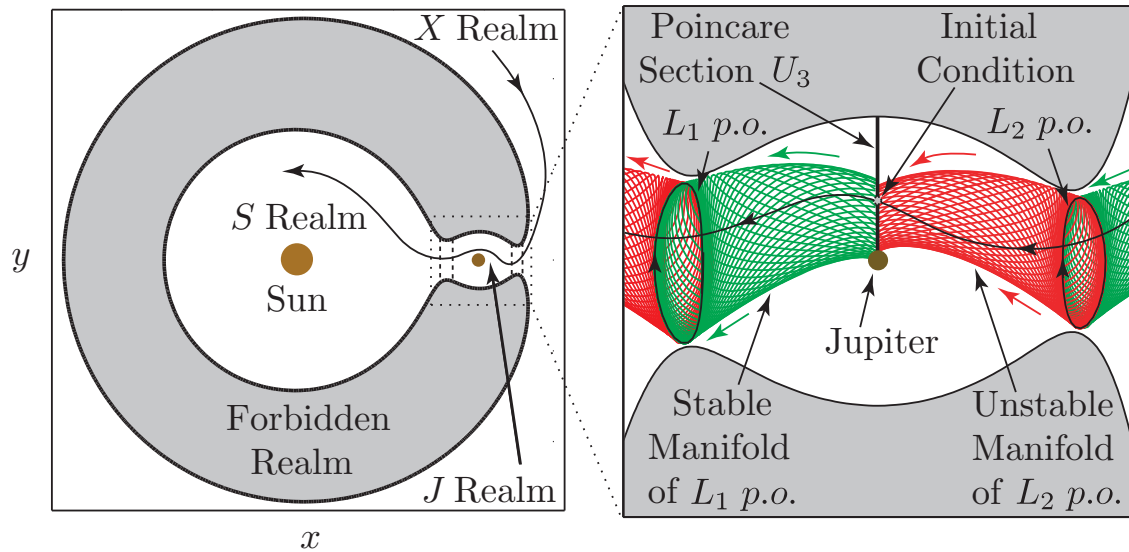 X Realm
S Realm
Sun
Forbidden
Realm
J Realm
y
x
Poincare
Section U₃
Initial
Condition
L₁ p.o.
L₂ p.o.
Jupiter
Stable
Manifold
of L₁ p.o.
Unstable
Manifold
of L₂ p.o.